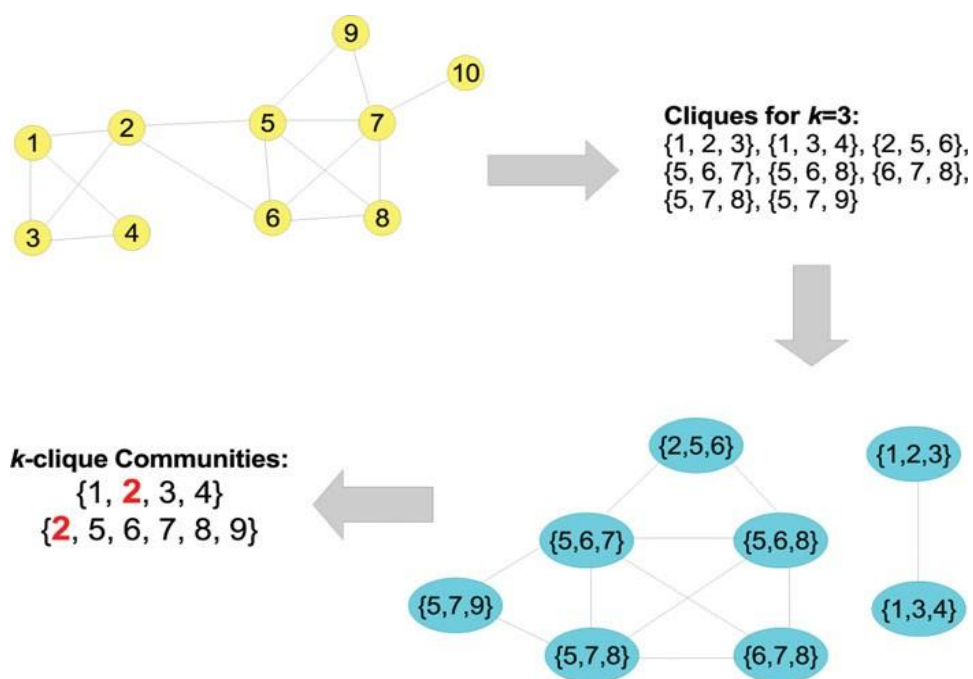 9
10
1
2
5
7
3
4
6
8
Cliques for k=3:
{1, 2, 3}, {1, 3, 4}, {2, 5, 6},
{5, 6, 7}, {5, 6, 8}, {6, 7, 8},
{5, 7, 8}, {5, 7, 9}
{2,5,6}
{1,2,3}
{5,6,7}
{5,6,8}
{5,7,9}
{1,3,4}
{5,7,8}
{6,7,8}
k-clique Communities:
{1, 2, 3, 4}
{2, 5, 6, 7, 8, 9}